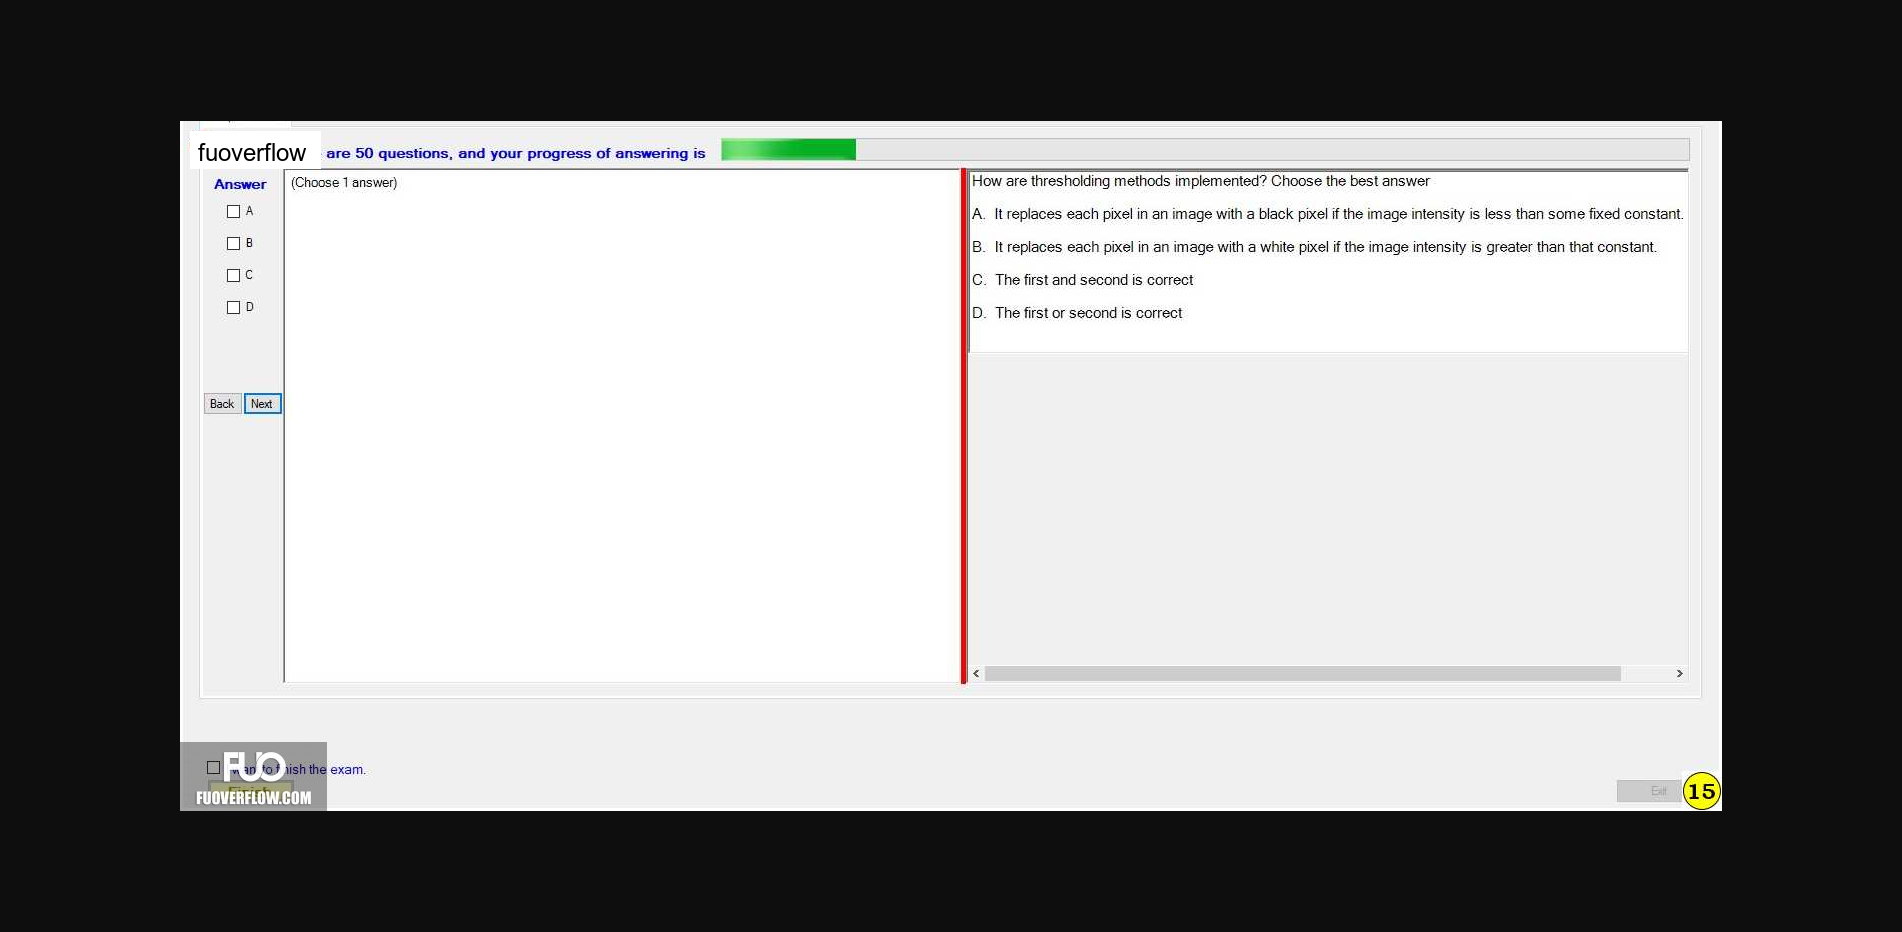 fuoverflow are 50 questions, and your progress of answering is
Answer
A
B
C
D
Back Next
(Choose 1 answer)
How are thresholding methods implemented? Choose the best answer
A. It replaces each pixel in an image with a black pixel if the image intensity is less than some fixed constant.
B. It replaces each pixel in an image with a white pixel if the image intensity is greater than that constant.
C. The first and second is correct
D. The first or second is correct
< >
FUO
want to finish the exam.
Finish
FUOVERFLOW.COM
Exit
15